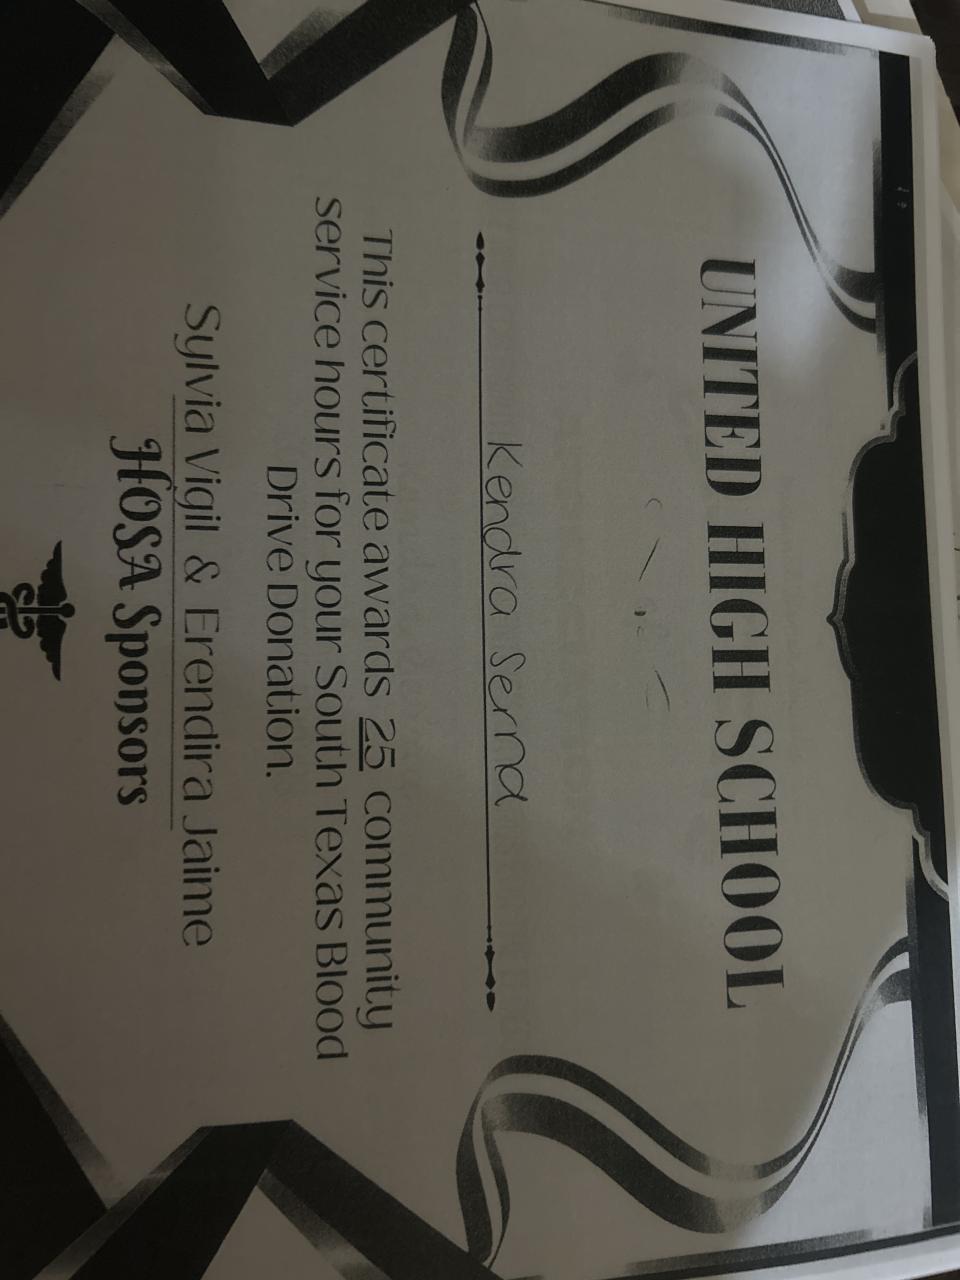 UNITED HIGH SCHOOL
Kendra Serna
This certificate awards 25 community
service hours for your South Texas Blood
Drive Donation.
Sylvia Vigil & Erendira Jaime
HOSA Sponsors